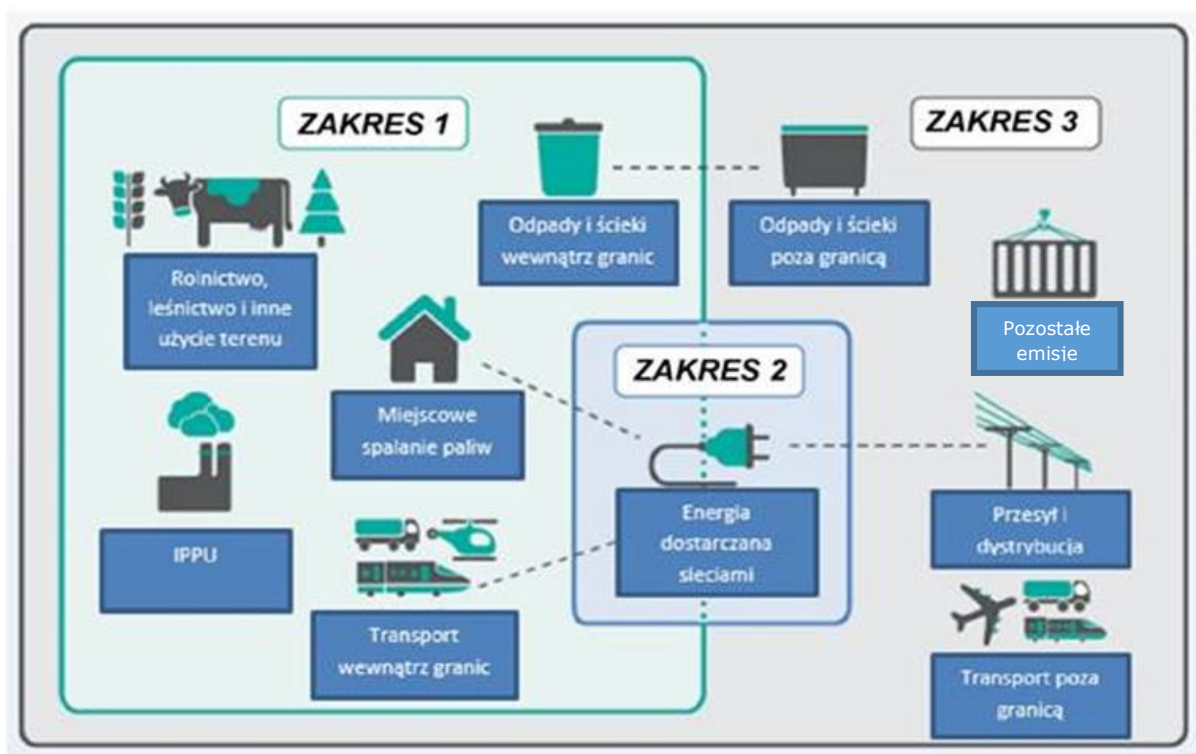 ZAKRES 1
ZAKRES 3
Odpady i ścieki
wewnątrz granic
Odpady i ścieki
poza granicą
Rolnictwo,
leśnictwo i inne
użycie terenu
Pozostałe
emisje
ZAKRES 2
Miejscowe
spalanie paliw
Energia
dostarczana
sieciami
Przesył i
dystrybucja
IPPU
Transport
wewnątrz granic
Transport poza
granicą